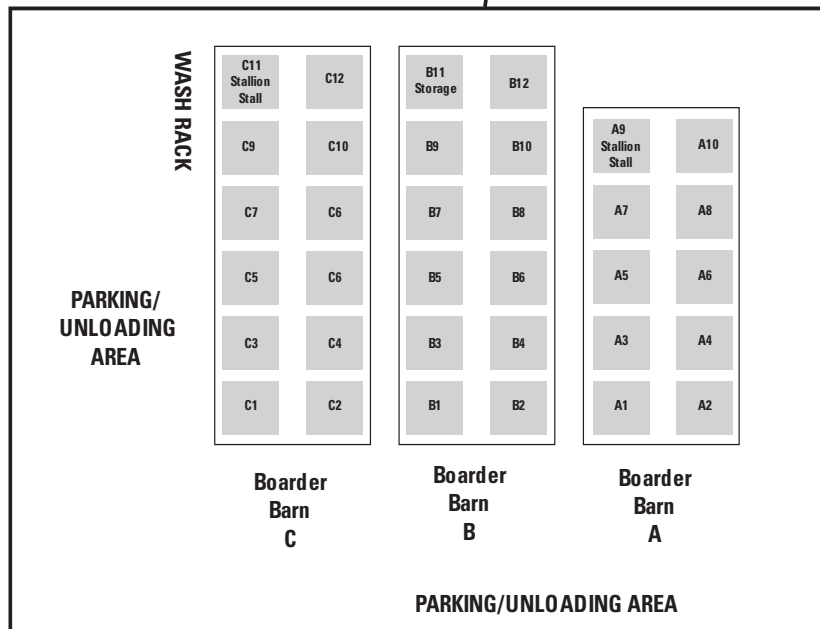 WASH RACK
C11
Stallion
Stall
C12
C9
C10
C7
C6
C5
C6
C3
C4
C1
C2
B11
Storage
B12
B9
B10
B7
B8
B5
B6
B3
B4
B1
B2
A9
Stallion
Stall
A10
A7
A8
A5
A6
A3
A4
A1
A2
PARKING/
UNLOADING
AREA
Boarder
Barn
C
Boarder
Barn
B
Boarder
Barn
A
PARKING/UNLOADING AREA